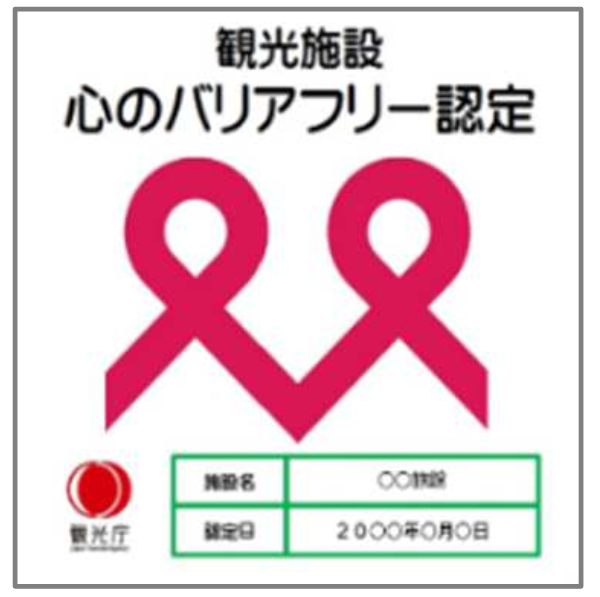 観光施設
心のバリアフリー認定
観光庁
施設名 〇〇施設
認定日 2０〇〇年〇月〇日